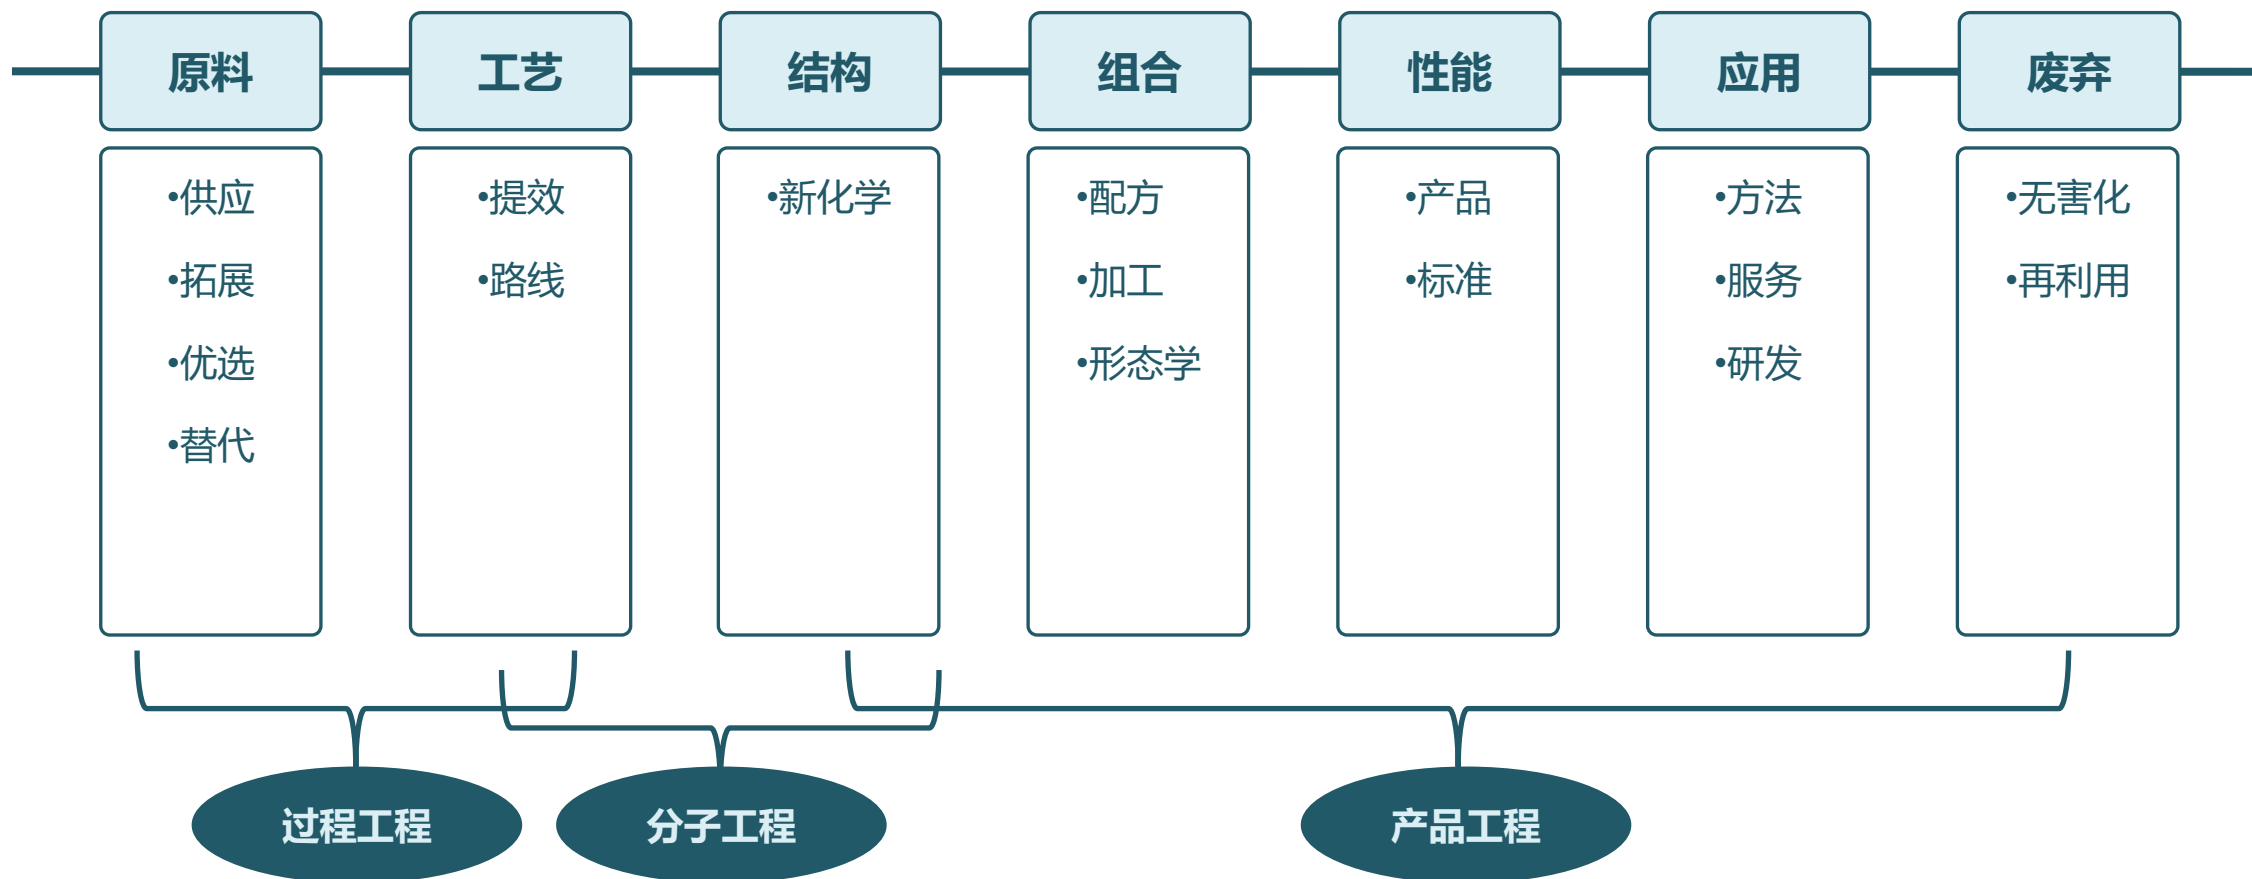 原料
工艺
结构
组合
性能
应用
废弃
•供应
•拓展
•优选
•替代
•提效
•路线
•新化学
•配方
•加工
•形态学
•产品
•标准
•方法
•服务
•研发
•无害化
•再利用
过程工程
分子工程
产品工程